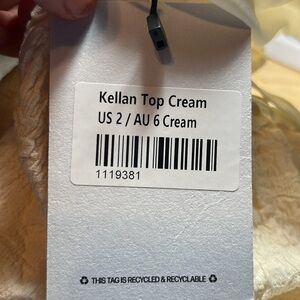 Kellan Top Cream
US 2 / AU 6 Cream
1119381
♻ THIS TAG IS RECYCLED & RECYCLABLE ♻